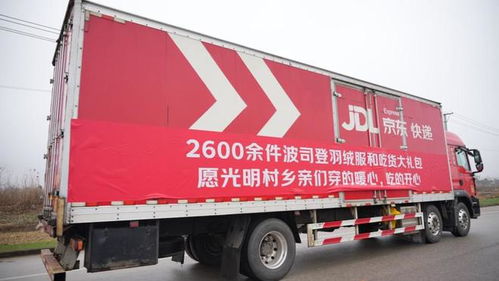 Express
JDL 京东 快递
2600余件波司登羽绒服和吃货大礼包
愿光明村乡亲们穿的暖心、吃的开心